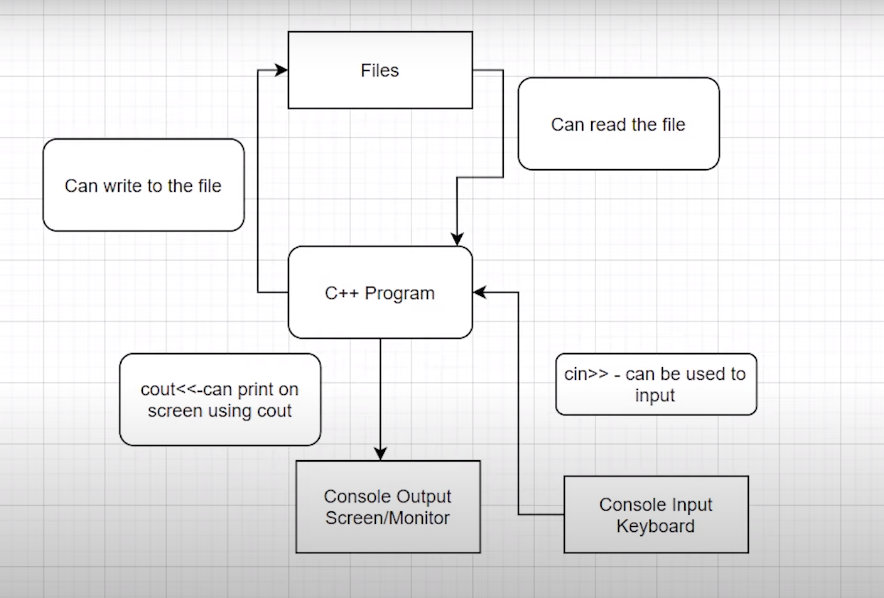 Files
Can read the file
Can write to the file
C++ Program
cout<<-can print on
screen using cout
cin>> - can be used to
input
Console Output
Screen/Monitor
Console Input
Keyboard